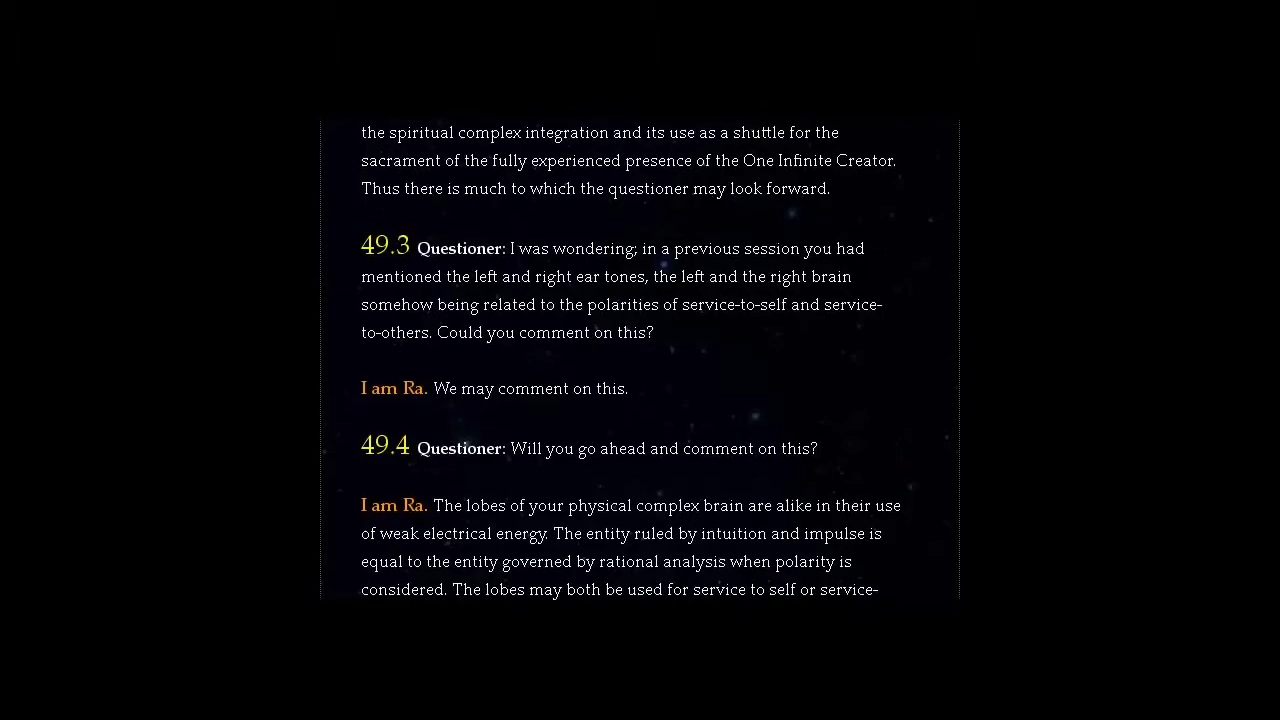 the spiritual complex integration and its use as a shuttle for the
sacrament of the fully experienced presence of the One Infinite Creator.
Thus there is much to which the questioner may look forward.
49.3 Questioner: I was wondering; in a previous session you had
mentioned the left and right ear tones, the left and the right brain
somehow being related to the polarities of service-to-self and service-
to-others. Could you comment on this?
I am Ra. We may comment on this.
49.4 Questioner: Will you go ahead and comment on this?
I am Ra. The lobes of your physical complex brain are alike in their use
of weak electrical energy. The entity ruled by intuition and impulse is
equal to the entity governed by rational analysis when polarity is
considered. The lobes may both be used for service to self or service-